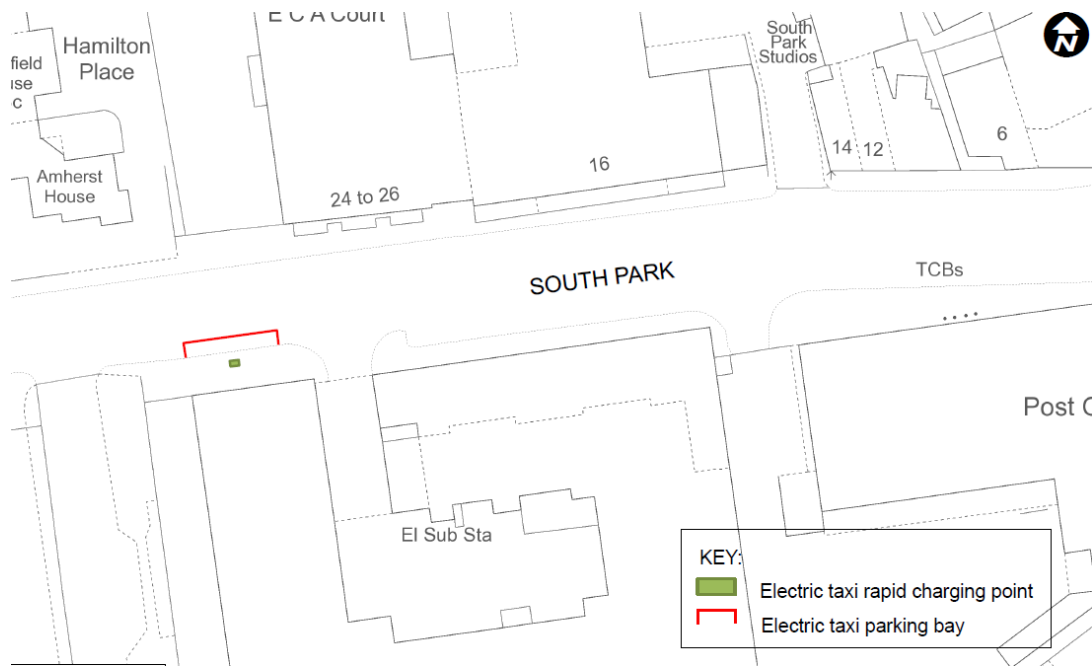 E C A Court
Hamilton
Place
field
use
c
Amherst
House
24 to 26
16
South
Park
Studios
14
12
6
N
SOUTH PARK
TCBs
Post
El Sub Sta
KEY:
Electric taxi rapid charging point
Electric taxi parking bay